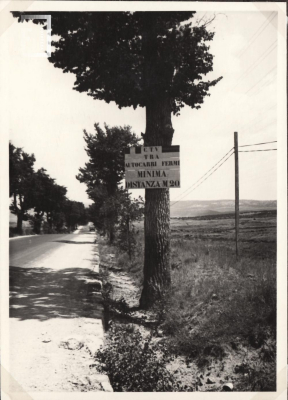 TRA
AUTOCARRI FERMI
MINIMA
DISTANZA M. 20